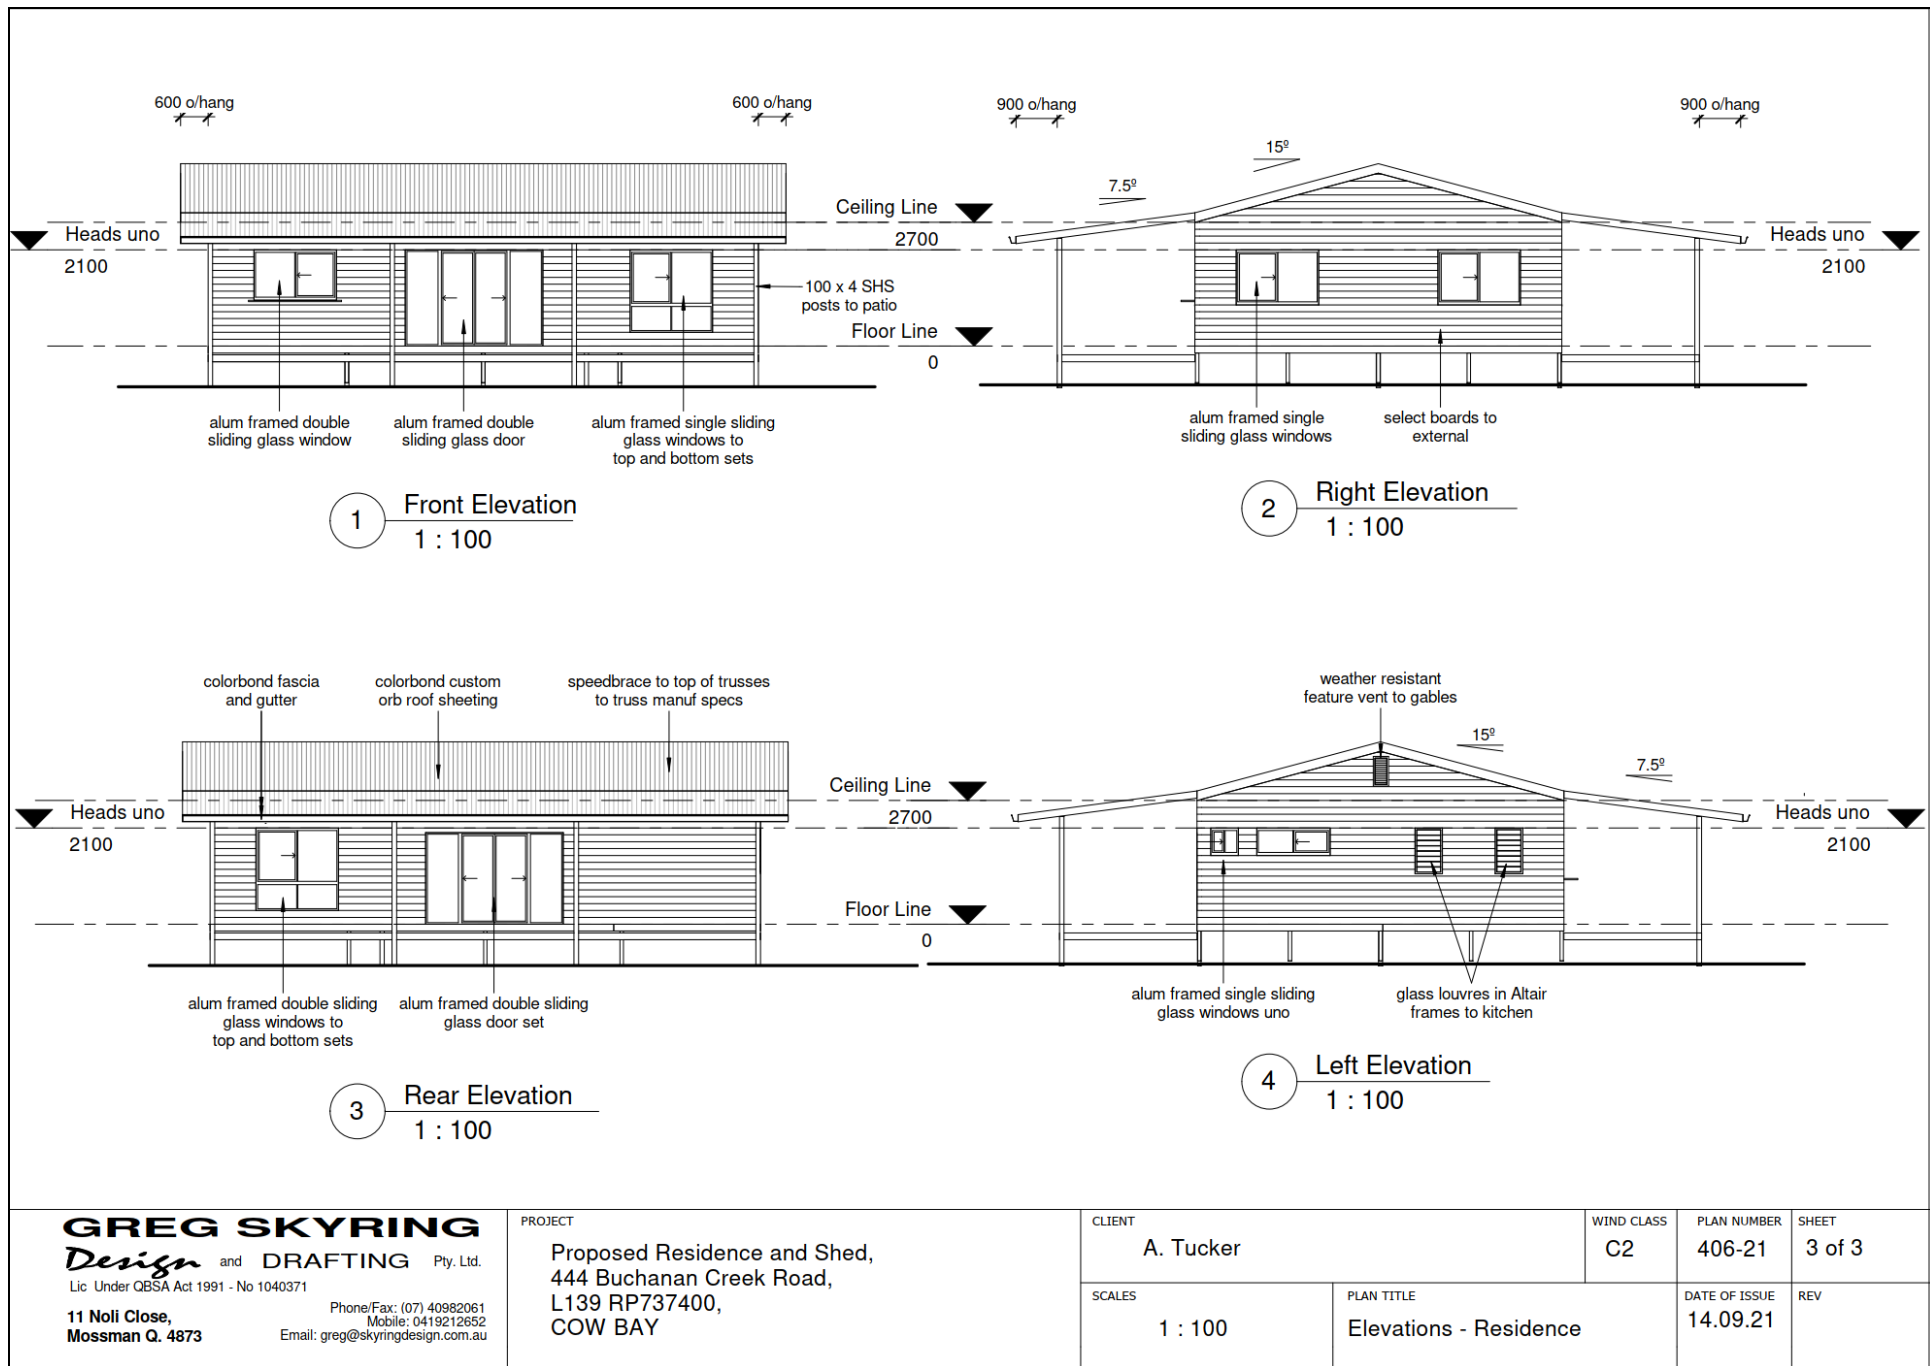 600 o/hang
600 o/hang
Ceiling Line
2700
Heads uno
2100
100 x 4 SHS
posts to patio
Floor Line
0
alum framed double
sliding glass window
alum framed double
sliding glass door
alum framed single sliding
glass windows to
top and bottom sets
1
Front Elevation
1 : 100
900 o/hang
900 o/hang
15º
7.5º
Heads uno
2100
alum framed single
sliding glass windows
select boards to
external
2
Right Elevation
1 : 100
colorbond fascia
and gutter
colorbond custom
orb roof sheeting
speedbrace to top of trusses
to truss manuf specs
Ceiling Line
2700
Heads uno
2100
Floor Line
0
alum framed double sliding
glass windows to
top and bottom sets
alum framed double sliding
glass door set
3
Rear Elevation
1 : 100
weather resistant
feature vent to gables
15º
7.5º
Heads uno
2100
alum framed single sliding
glass windows uno
glass louvres in Altair
frames to kitchen
4
Left Elevation
1 : 100
GREG SKYRING
Design and DRAFTING Pty. Ltd.
Lic Under QBSA Act 1991 - No 1040371
11 Noli Close,
Mossman Q. 4873
Phone/Fax: (07) 40982061
Mobile: 0419212652
Email: greg@skyringdesign.com.au
PROJECT
Proposed Residence and Shed,
444 Buchanan Creek Road,
L139 RP737400,
COW BAY
CLIENT
A. Tucker
WIND CLASS
C2
PLAN NUMBER
406-21
SHEET
3 of 3
SCALES
1 : 100
PLAN TITLE
Elevations - Residence
DATE OF ISSUE
14.09.21
REV